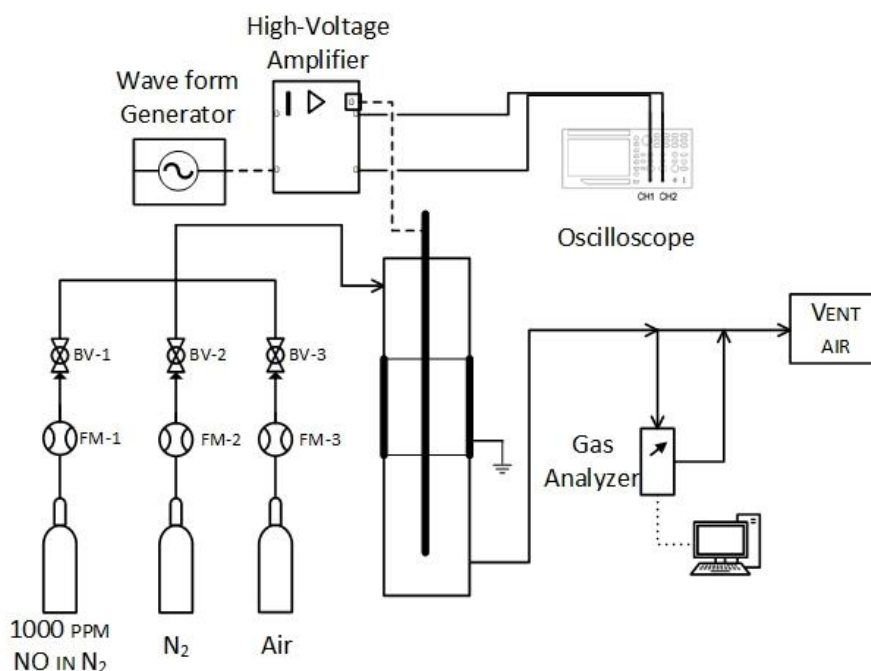 High-Voltage
Amplifier
Wave form
Generator
CH1 CH2
Oscilloscope
BV-1
BV-2
BV-3
VENT
AIR
FM-1
FM-2
FM-3
Gas
Analyzer
1000 PPM
NO IN N₂
N₂
Air